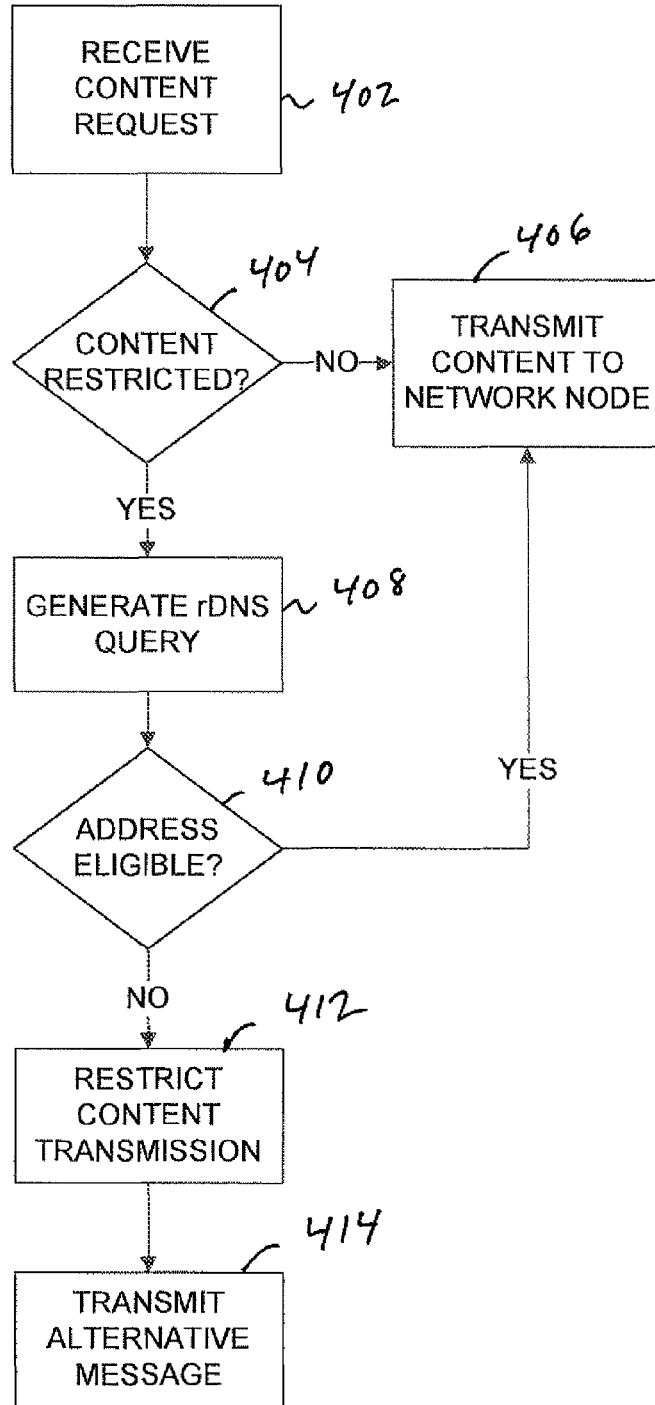 RECEIVE
CONTENT
REQUEST
402
404
CONTENT
RESTRICTED?
NO
406
TRANSMIT
CONTENT TO
NETWORK NODE
YES
GENERATE rDNS
QUERY
408
410
ADDRESS
ELIGIBLE?
YES
NO
412
RESTRICT
CONTENT
TRANSMISSION
414
TRANSMIT
ALTERNATIVE
MESSAGE